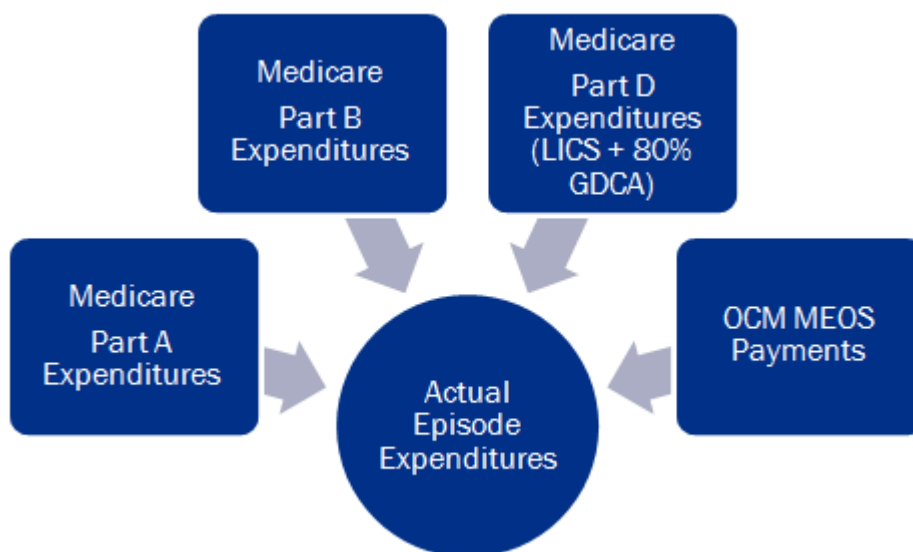 Medicare
Part A
Expenditures
Medicare
Part B
Expenditures
Medicare
Part D
Expenditures
(LICS + 80%
GDCA)
OCM MEOS
Payments
Actual
Episode
Expenditures